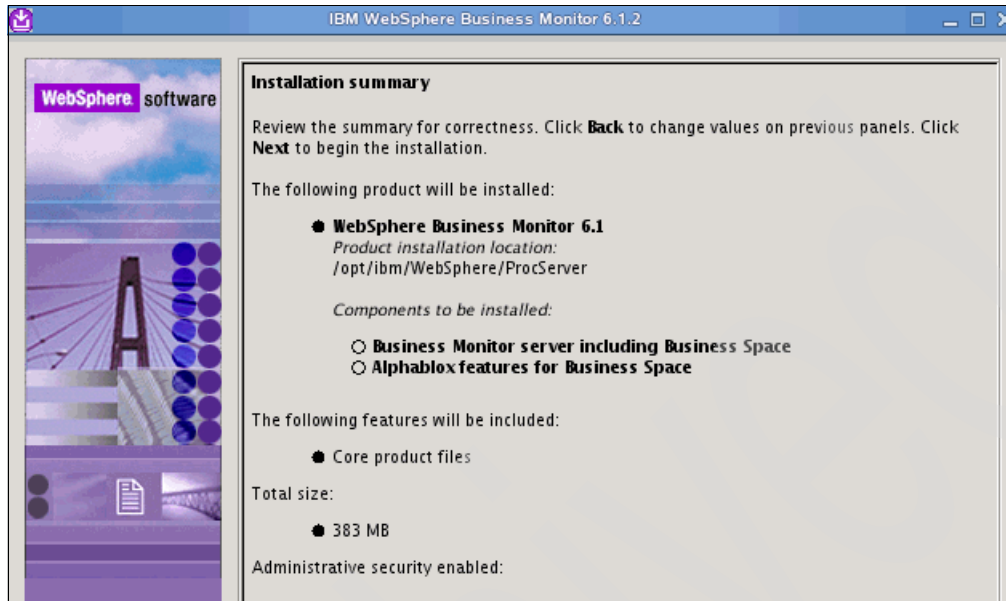 IBM WebSphere Business Monitor 6.1.2
WebSphere. software
Installation summary
Review the summary for correctness. Click Back to change values on previous panels. Click
Next to begin the installation.
The following product will be installed:
WebSphere Business Monitor 6.1
Product installation location:
/opt/ibm/WebSphere/ProcServer
Components to be installed:
Business Monitor server including Business Space
Alphablox features for Business Space
The following features will be included:
Core product files
Total size:
383 MB
Administrative security enabled: